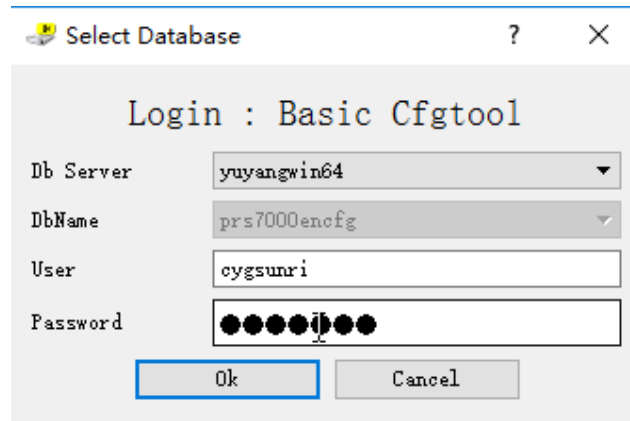 Select Database ?
Login : Basic Cfgtool
Db Server yuyangwin64
DbName prs7000encfg
User cygsunri
Password ●●●●●●●
Ok Cancel